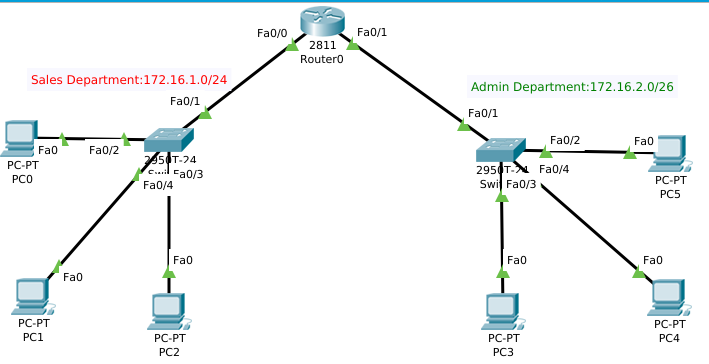 Fa0/0
Fa0/1
2811
Router0
Sales Department:172.16.1.0/24
Admin Department:172.16.2.0/26
Fa0/1
Fa0/1
Fa0
Fa0/2
PC-PT
PC0
2950T-24
Fa0/3
Fa0/4
Fa0/2
Fa0
2950T-24
Fa0/3
Fa0/4
PC-PT
PC5
Fa0
PC-PT
PC1
Fa0
PC-PT
PC2
Fa0
PC-PT
PC3
Fa0
PC-PT
PC4